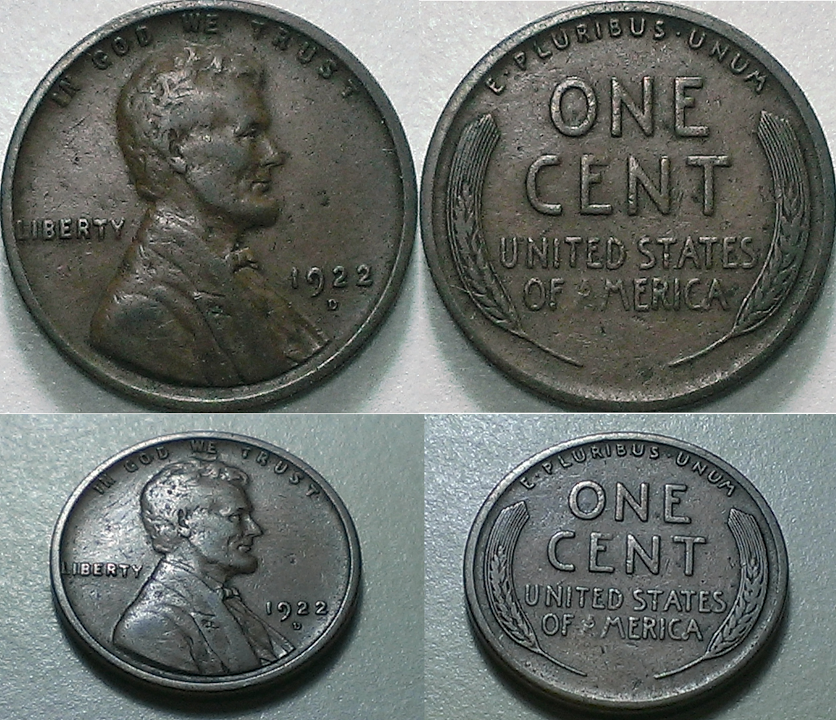 IN GOD WE TRUST
LIBERTY
1922
D
E·PLURIBUS·UNUM
ONE
CENT
UNITED STATES
OF AMERICA
IN GOD WE TRUST
LIBERTY
1922
D
E·PLURIBUS·UNUM
ONE
CENT
UNITED STATES
OF AMERICA